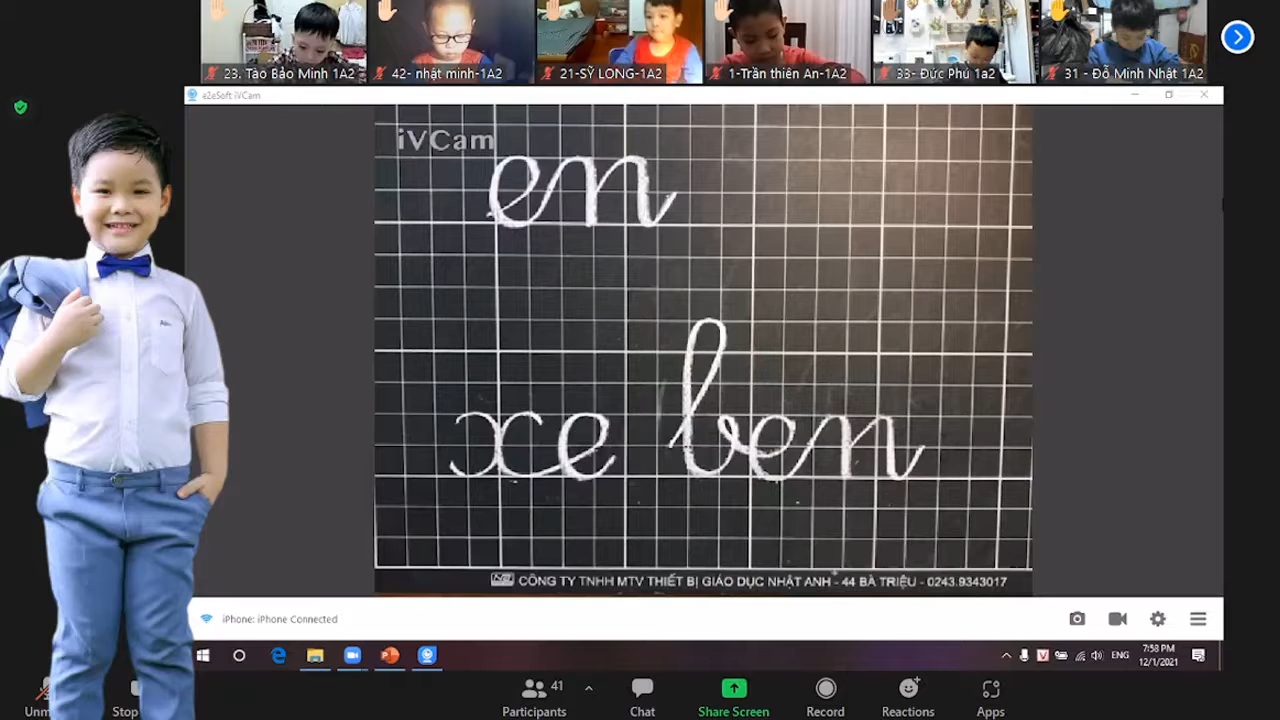 23. Tào Bảo Minh 1A2
42- nhật minh-1A2
21-SỸ LONG-1A2
1-Trần thiên An-1A2
33- Đức Phú 1a2
31 - Đỗ Minh Nhật 1A2
e2eSoft iVCam
iVCam
en
xe ben
CÔNG TY TNHH MTV THIẾT BỊ GIÁO DỤC NHẬT ANH - 44 BÀ TRIỆU - 0243.9343017
iPhone: iPhone Connected
ENG
7:58 PM
12/1/2021
Unm
Stop
41
Participants
Chat
Share Screen
Record
Reactions
Apps